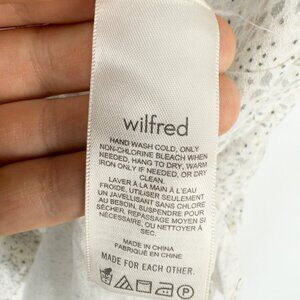 wilfred
HAND WASH COLD, ONLY
NON-CHLORINE BLEACH WHEN
NEEDED, HANG TO DRY, WARM
IRON IF NEEDED, OR DRY
CLEAN.
LAVER À LA MAIN À L'EAU
FROIDE, UTILISER SEULEMENT
UN JAVELLISANT SANS CHLORE
AU BESOIN, SUSPENDRE POUR
SÉCHER, REPASSAGE MOYEN SI
NÉCESSAIRE, OU NETTOYER À
SEC.
MADE IN CHINA
FABRIQUÉ EN CHINE
MADE FOR EACH OTHER.